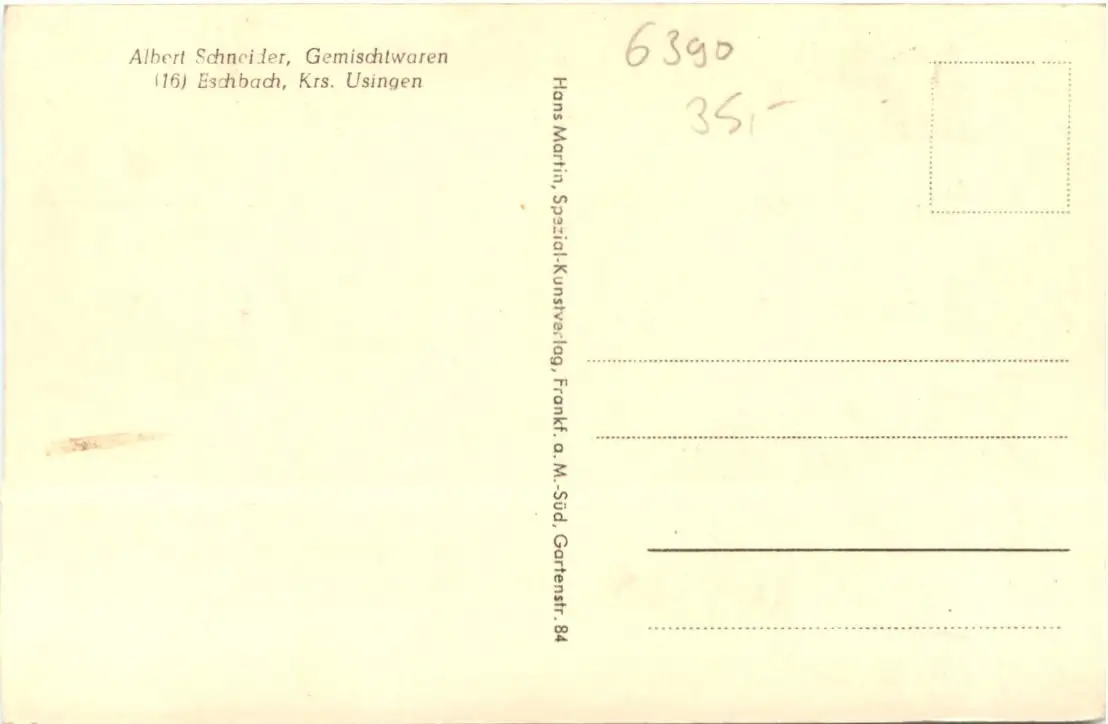 Albert Schneider, Gemischtwaren
(16) Eschbach, Krs. Usingen
Hans Martin, Spezial-Kunstverlag, Frankf. a. M.-Süd, Gartenstr. 84
6390
35,-